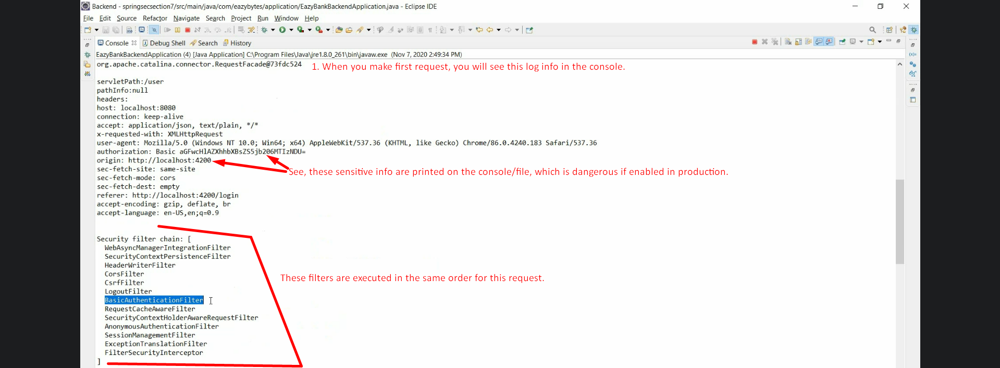 Backend - springsecsection7/src/main/java/com/eazybytes/application/EazyBankBackendApplication.java - Eclipse IDE
File Edit Source Refactor Navigate Search Project Run Window Help
Console Debug Shell Search History
EazyBankBackendApplication (4) [Java Application] C:\Program Files\Java\jre1.8.0_261\bin\javaw.exe (Nov 7, 2020 2:49:34 PM)
org.apache.catalina.connector.RequestFacade@73fdc524
1. When you make first request, you will see this log info in the console.
servletPath:/user
pathInfo:null
headers:
host: localhost:8080
connection: keep-alive
accept: application/json, text/plain, */*
x-requested-with: XMLHttpRequest
user-agent: Mozilla/5.0 (Windows NT 10.0; Win64; x64) AppleWebKit/537.36 (KHTML, like Gecko) Chrome/86.0.4240.183 Safari/537.36
authorization: Basic aGFwcHlAZXhhbXBsZS5jb206MTIzNDU=
origin: http://localhost:4200
See, these sensitive info are printed on the console/file, which is dangerous if enabled in production.
sec-fetch-site: same-site
sec-fetch-mode: cors
sec-fetch-dest: empty
referer: http://localhost:4200/login
accept-encoding: gzip, deflate, br
accept-language: en-US,en;q=0.9
Security filter chain: [
WebAsyncManagerIntegrationFilter
SecurityContextPersistenceFilter
HeaderWriterFilter
CorsFilter
These filters are executed in the same order for this request.
CsrfFilter
LogoutFilter
BasicAuthenticationFilter
RequestCacheAwareFilter
SecurityContextHolderAwareRequestFilter
AnonymousAuthenticationFilter
SessionManagementFilter
ExceptionTranslationFilter
FilterSecurityInterceptor
]